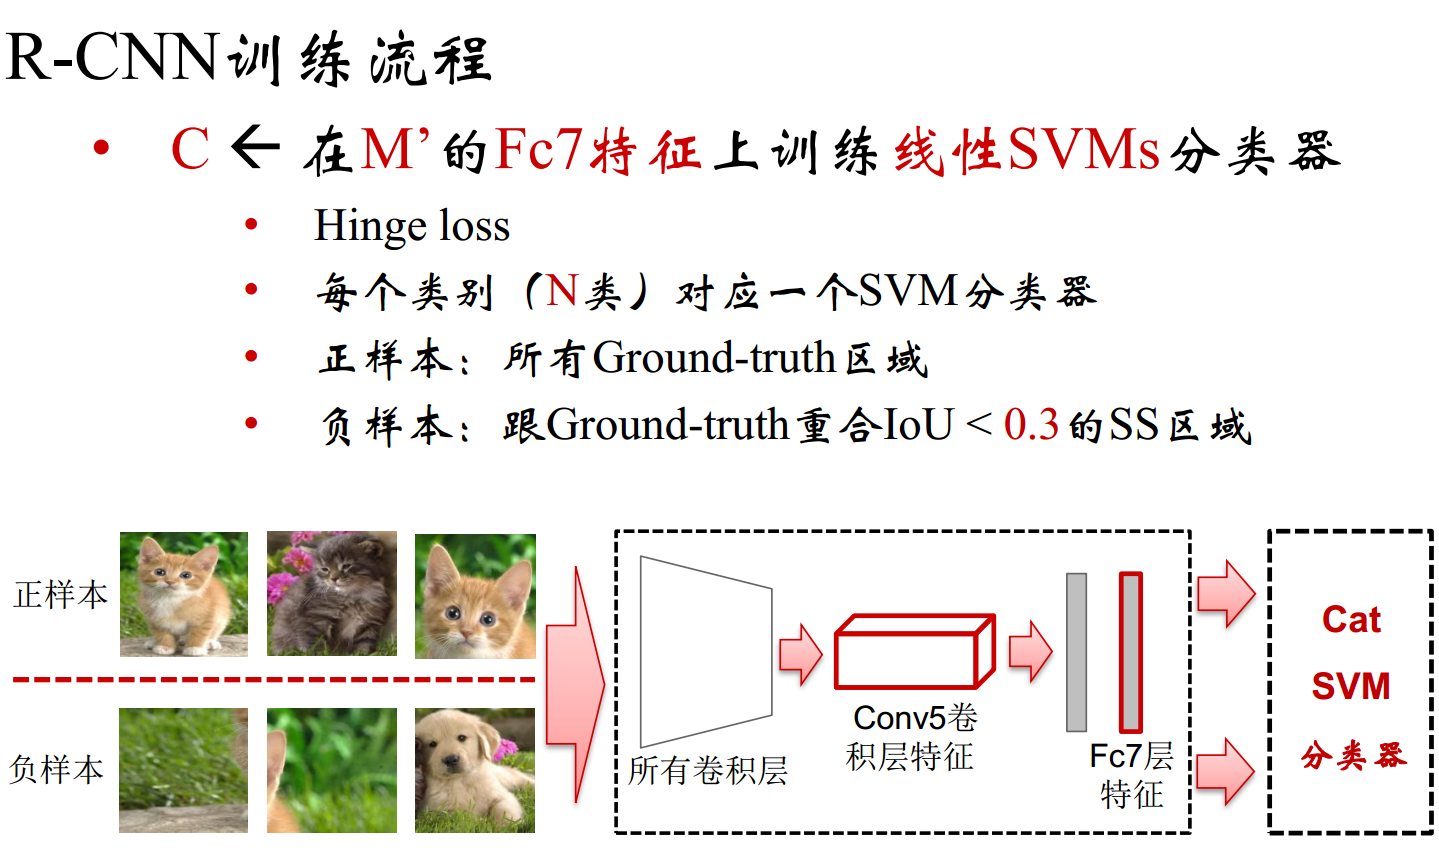 R-CNN训练流程
• C ← 在M’的Fc7特征上训练线性SVMs分类器
• Hinge loss
• 每个类别（N类）对应一个SVM分类器
• 正样本：所有Ground-truth区域
• 负样本：跟Ground-truth重合IoU < 0.3的SS区域
正样本
负样本
所有卷积层
Conv5卷
积层特征
Fc7层
特征
Cat
SVM
分类器